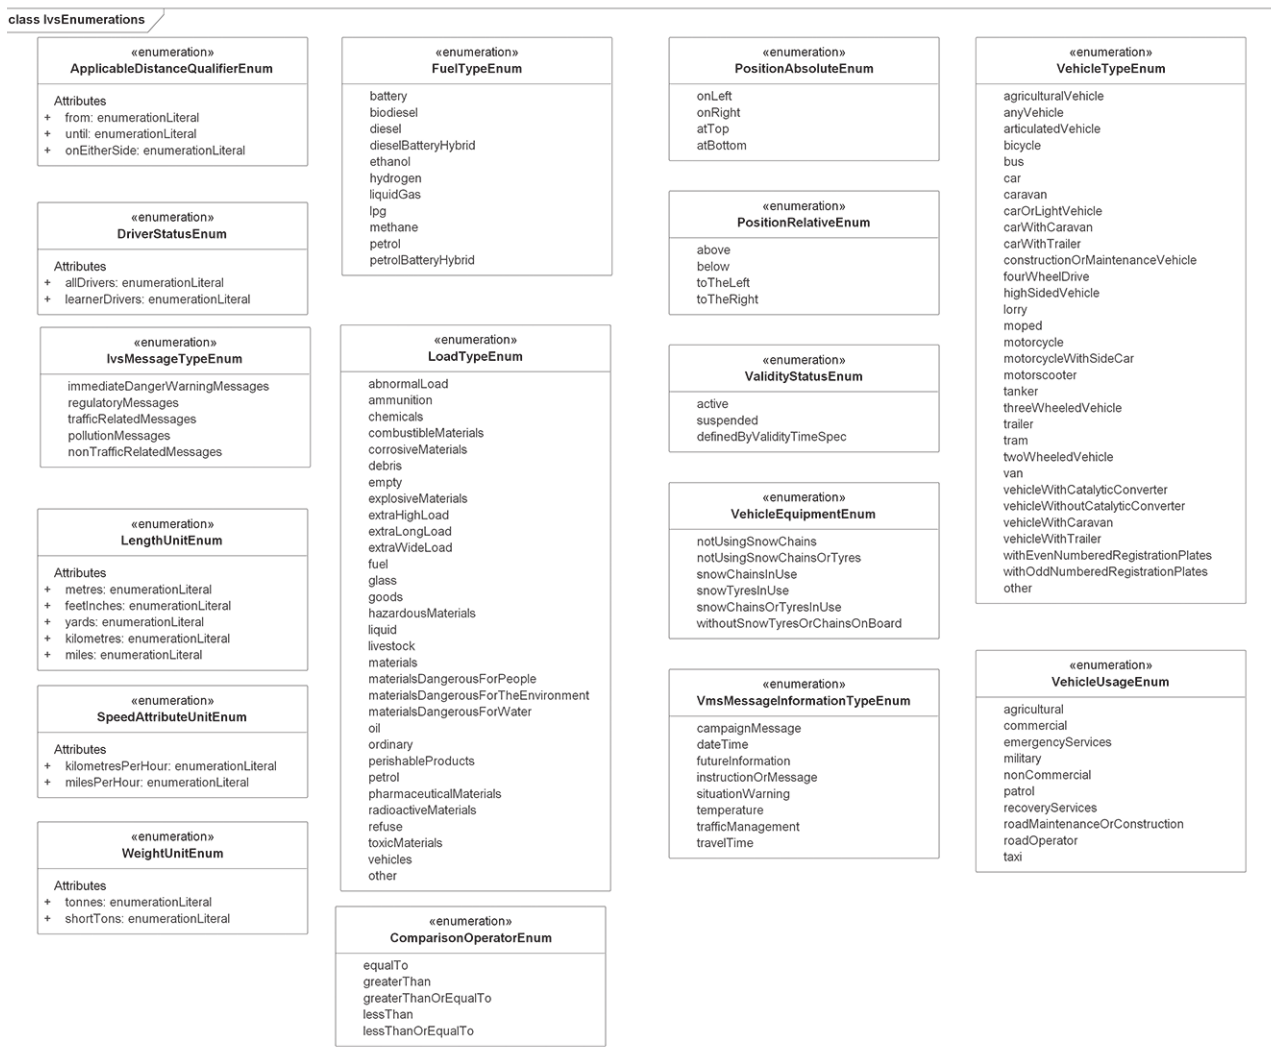 class IvsEnumerations
«enumeration»
ApplicableDistanceQualifierEnum
Attributes
+ from: enumerationLiteral
+ until: enumerationLiteral
+ onEitherSide: enumerationLiteral
«enumeration»
DriverStatusEnum
Attributes
+ allDrivers: enumerationLiteral
+ learnerDrivers: enumerationLiteral
«enumeration»
IvsMessageTypeEnum
immediateDangerWarningMessages
regulatoryMessages
trafficRelatedMessages
pollutionMessages
nonTrafficRelatedMessages
«enumeration»
LengthUnitEnum
Attributes
+ metres: enumerationLiteral
+ feetInches: enumerationLiteral
+ yards: enumerationLiteral
+ kilometres: enumerationLiteral
+ miles: enumerationLiteral
«enumeration»
SpeedAttributeUnitEnum
Attributes
+ kilometresPerHour: enumerationLiteral
+ milesPerHour: enumerationLiteral
«enumeration»
WeightUnitEnum
Attributes
+ tonnes: enumerationLiteral
+ shortTons: enumerationLiteral
«enumeration»
FuelTypeEnum
battery
biodiesel
diesel
dieselBatteryHybrid
ethanol
hydrogen
liquidGas
lpg
methane
petrol
petrolBatteryHybrid
«enumeration»
LoadTypeEnum
abnormalLoad
ammunition
chemicals
combustibleMaterials
corrosiveMaterials
debris
empty
explosiveMaterials
extraHighLoad
extraLongLoad
extraWideLoad
fuel
glass
goods
hazardousMaterials
liquid
livestock
materials
materialsDangerousForPeople
materialsDangerousForTheEnvironment
materialsDangerousForWater
oil
ordinary
perishableProducts
petrol
pharmaceuticalMaterials
radioactiveMaterials
refuse
toxicMaterials
vehicles
other
«enumeration»
ComparisonOperatorEnum
equalTo
greaterThan
greaterThanOrEqualTo
lessThan
lessThanOrEqualTo
«enumeration»
PositionAbsoluteEnum
onLeft
onRight
atTop
atBottom
«enumeration»
PositionRelativeEnum
above
below
toTheLeft
toTheRight
«enumeration»
ValidityStatusEnum
active
suspended
definedByValidityTimeSpec
«enumeration»
VehicleEquipmentEnum
notUsingSnowChains
notUsingSnowChainsOrTyres
snowChainsInUse
snowTyresInUse
snowChainsOrTyresInUse
withoutSnowTyresOrChainsOnBoard
«enumeration»
VmsMessageInformationTypeEnum
campaignMessage
dateTime
futureInformation
instructionOrMessage
situationWarning
temperature
trafficManagement
travelTime
«enumeration»
VehicleTypeEnum
agriculturalVehicle
anyVehicle
articulatedVehicle
bicycle
bus
car
caravan
carOrLightVehicle
carWithCaravan
carWithTrailer
constructionOrMaintenanceVehicle
fourWheelDrive
highSidedVehicle
lorry
moped
motorcycle
motorcycleWithSideCar
motorscooter
tanker
threeWheeledVehicle
trailer
tram
twoWheeledVehicle
van
vehicleWithCatalyticConverter
vehicleWithoutCatalyticConverter
vehicleWithCaravan
vehicleWithTrailer
withEvenNumberedRegistrationPlates
withOddNumberedRegistrationPlates
other
«enumeration»
VehicleUsageEnum
agricultural
commercial
emergencyServices
military
nonCommercial
patrol
recoveryServices
roadMaintenanceOrConstruction
roadOperator
taxi